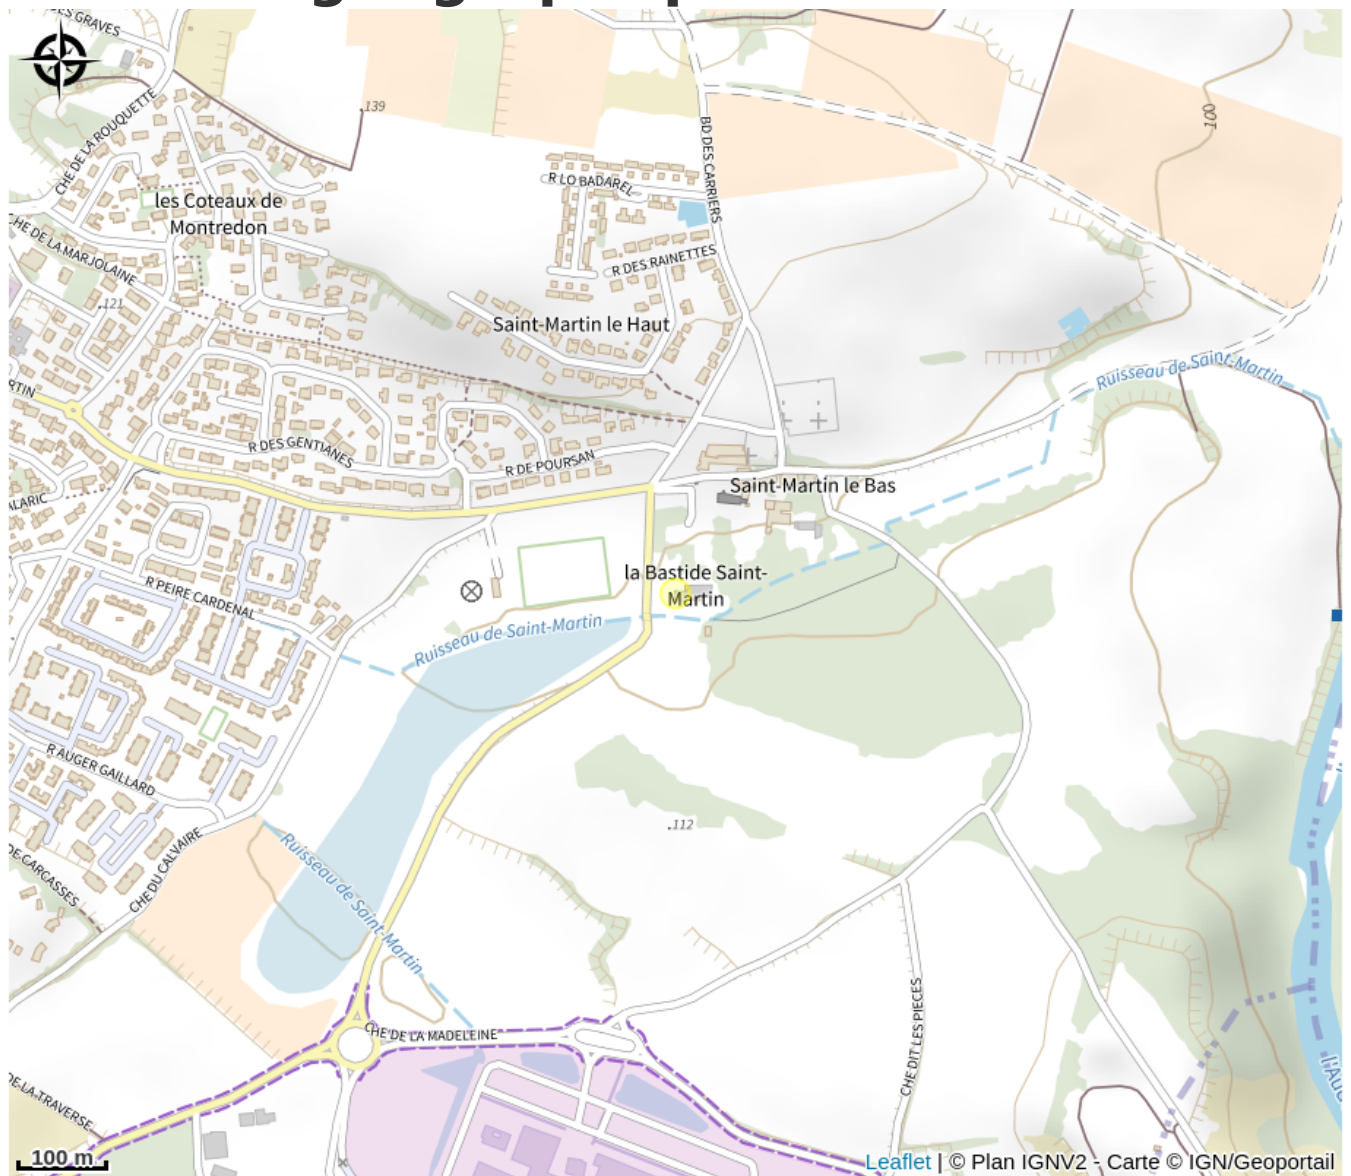 CHE DE LA ROUQUETTE
139
100
BD DES CARRIERS
R LO BADAREL
les Coteaux de
Montredon
CHE DE LA MARJOLAINE
R DES RAINETTES
121
Saint-Martin le Haut
Ruisseau de Saint-Martin
R DES GENTIANES
R DE POURSAN
Saint-Martin le Bas
ALARIC
la Bastide Saint-
Martin
R PEIRE CARDENAL
Ruisseau de Saint-Martin
R AUGER GAILLARD
112
Ruisseau de Saint-Martin
CHE DU CALVAIRE
DE CARCASSES
CHE DE LA MADELEINE
CHE DIT LES PIECES
DE LA TRAVERSE
l'Aud
100 m
Leaflet | © Plan IGNV2 - Carte © IGN/Geoportail